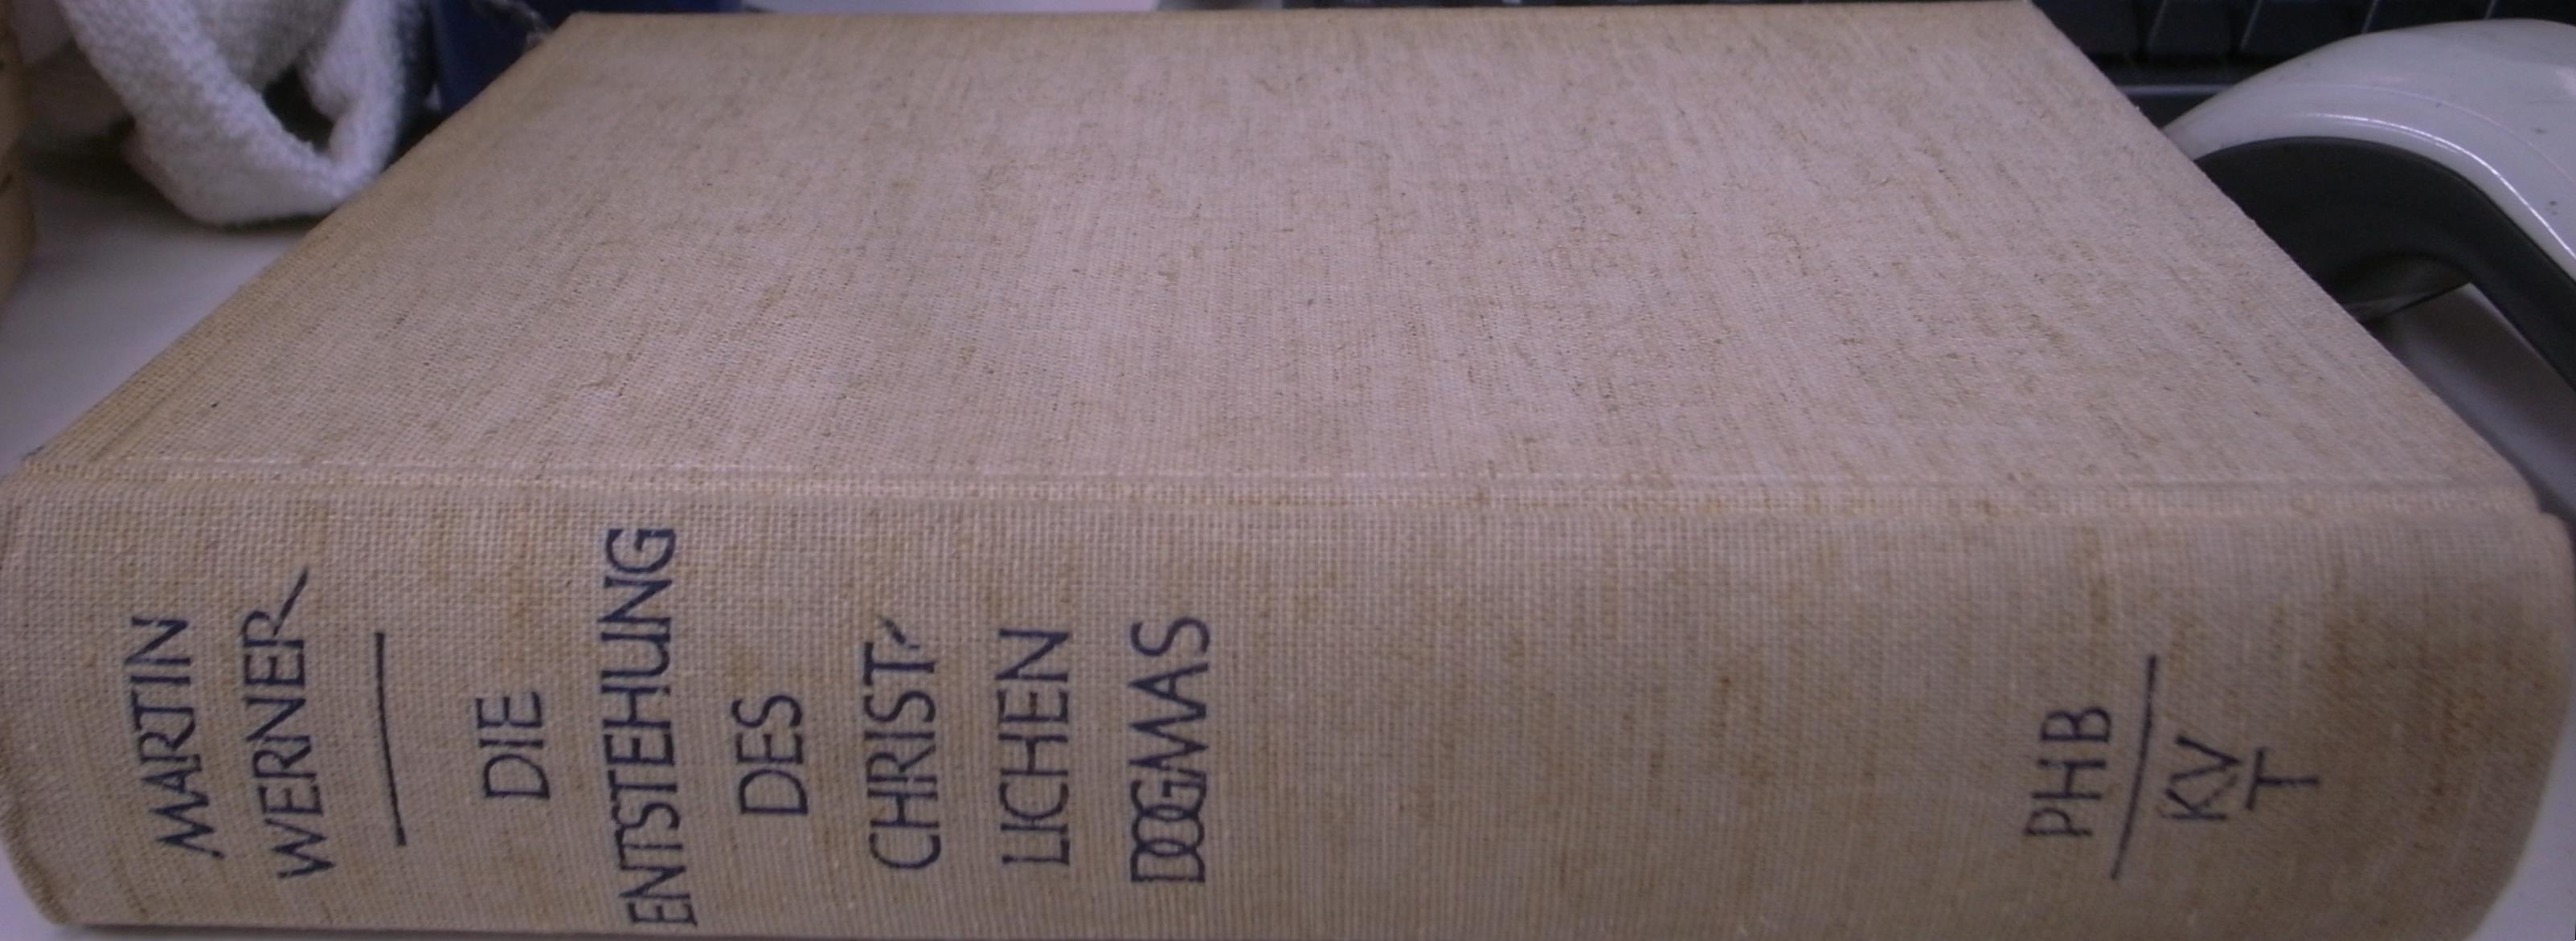 MARTIN
WERNER
DIE
ENTSTEHUNG
DES
CHRIST-
LICHEN
DOGMAS
PHB
KV
T